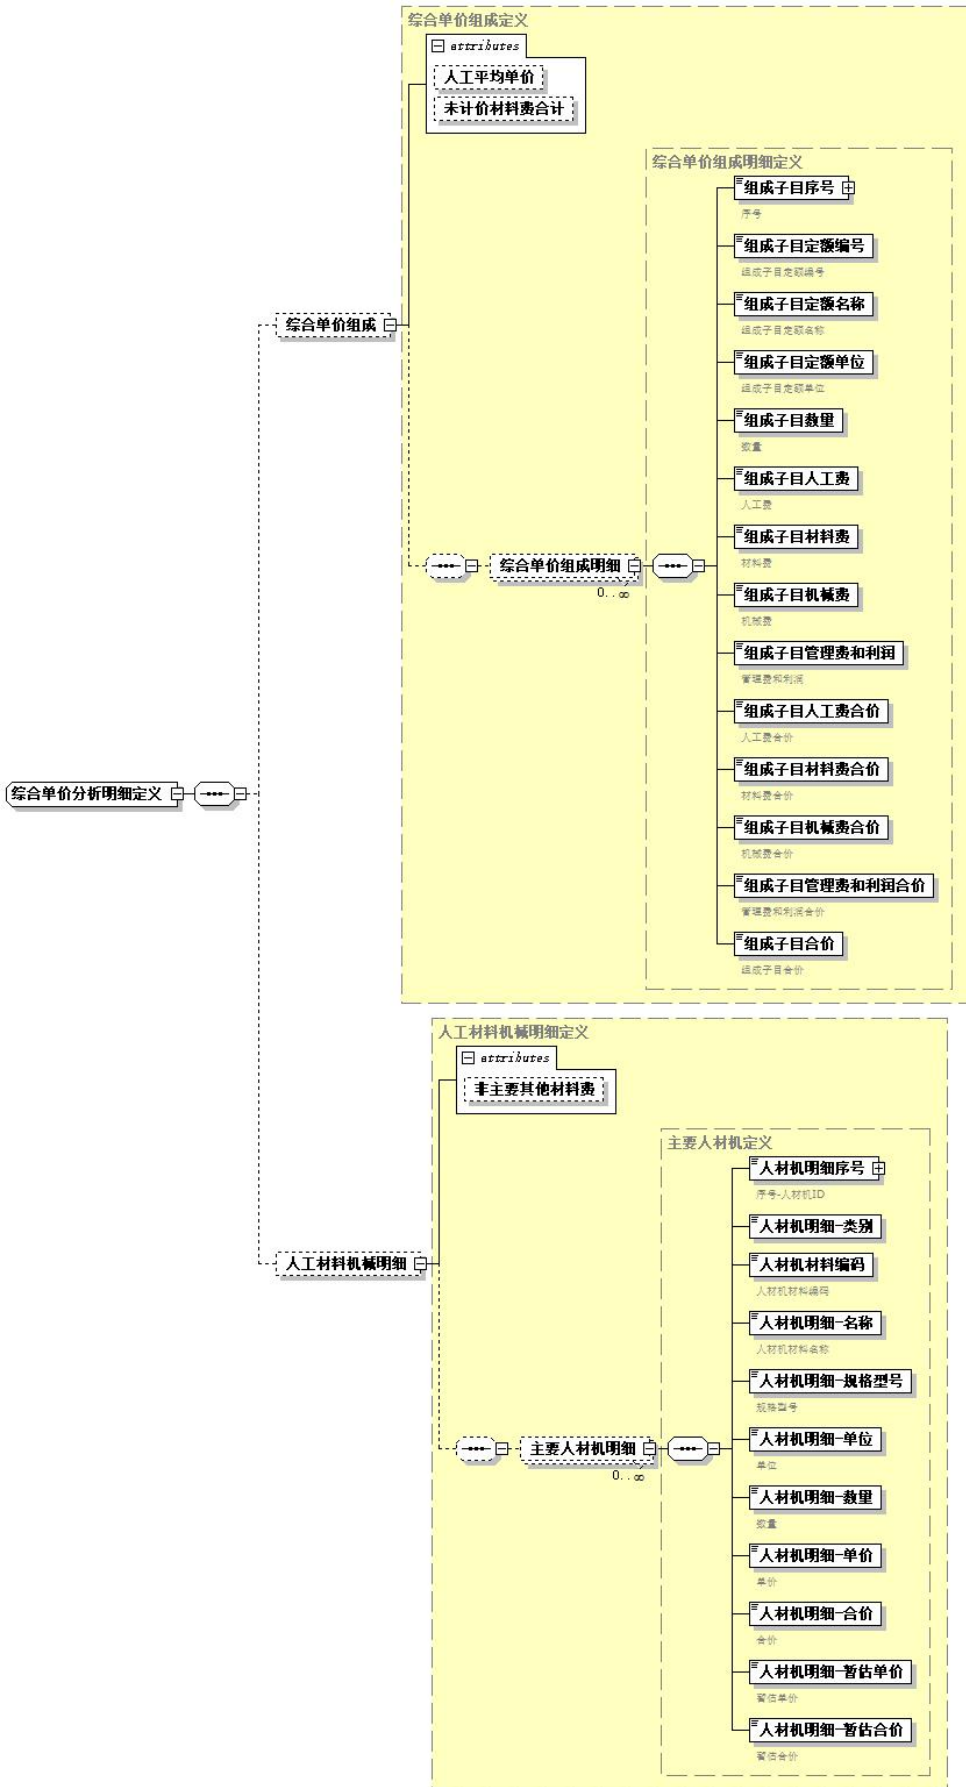 综合单价组成定义
attributes
人工平均单价
未计价材料费合计
综合单价组成明细定义
组成子目序号
序号
组成子目定额编号
组成子目定额编号
组成子目定额名称
组成子目定额名称
综合单价组成
组成子目定额单位
组成子目定额单位
组成子目数量
数量
组成子目人工费
人工费
组成子目材料费
材料费
综合单价组成明细
0..∞
组成子目机械费
机械费
组成子目管理费和利润
管理费和利润
组成子目人工费合价
人工费合价
组成子目材料费合价
材料费合价
综合单价分析明细定义
组成子目机械费合价
机械费合价
组成子目管理费和利润合价
管理费和利润合价
组成子目合价
组成子目合价
人工材料机械明细定义
attributes
非主要其他材料费
主要人材机定义
人材机明细序号
序号-人材机ID
人材机明细-类别
人工材料机械明细
人材机材料编码
人材机材料编码
人材机明细-名称
人材机材料名称
人材机明细-规格型号
规格型号
人材机明细-单位
单位
主要人材机明细
0..∞
人材机明细-数量
数量
人材机明细-单价
单价
人材机明细-合价
合价
人材机明细-暂估单价
暂估单价
人材机明细-暂估合价
暂估合价